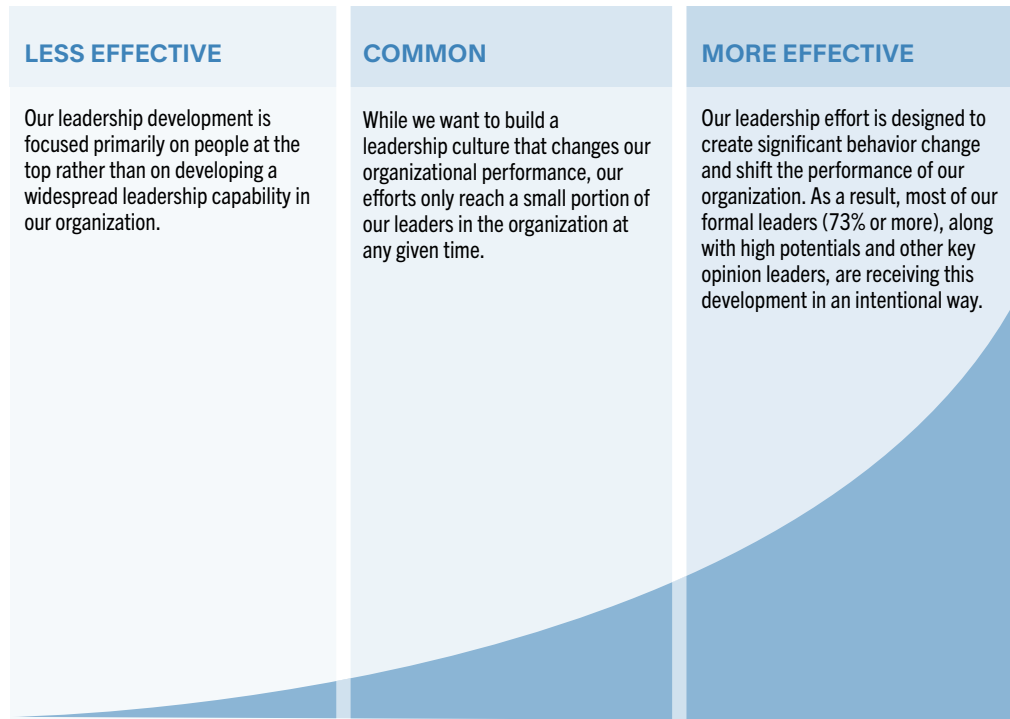 LESS EFFECTIVE
Our leadership development is
focused primarily on people at the
top rather than on developing a
widespread leadership capability in
our organization.
COMMON
While we want to build a
leadership culture that changes our
organizational performance, our
efforts only reach a small portion of
our leaders in the organization at
any given time.
MORE EFFECTIVE
Our leadership effort is designed to
create significant behavior change
and shift the performance of our
organization. As a result, most of our
formal leaders (73% or more), along
with high potentials and other key
opinion leaders, are receiving this
development in an intentional way.